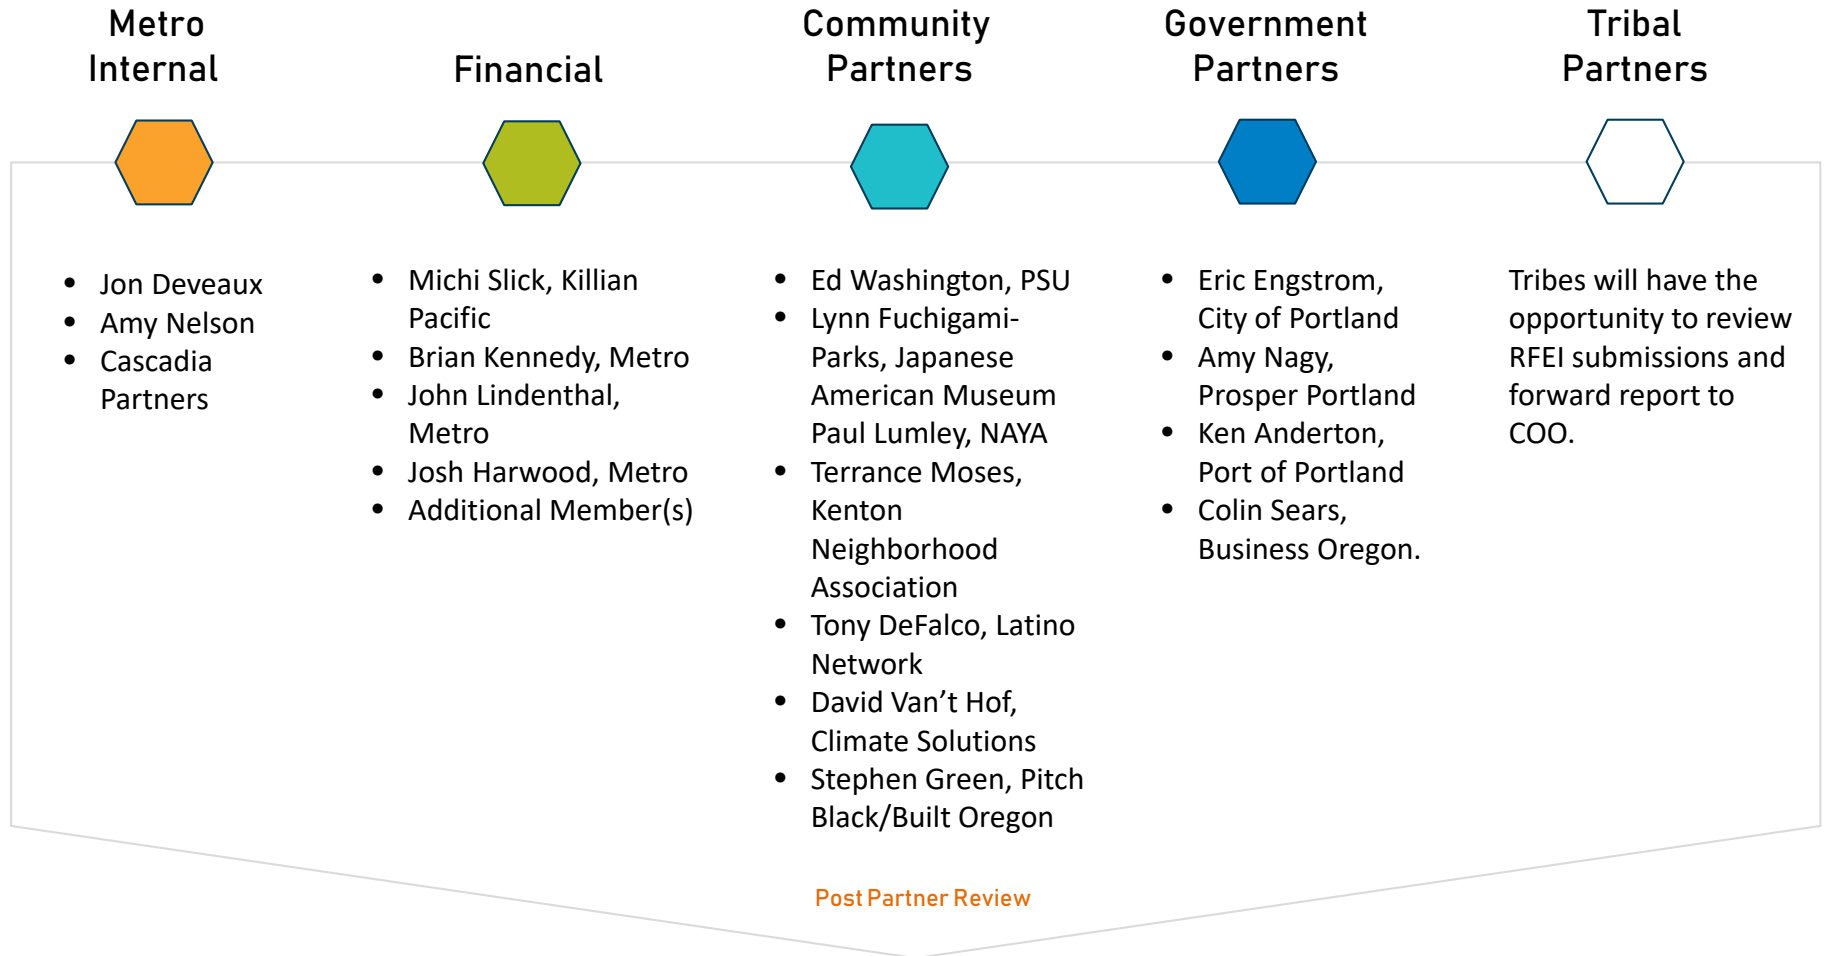 Metro
Internal
Financial
Community
Partners
Government
Partners
Tribal
Partners
• Jon Deveaux
• Amy Nelson
• Cascadia
Partners
• Michi Slick, Killian
Pacific
• Brian Kennedy, Metro
• John Lindenthal,
Metro
• Josh Harwood, Metro
• Additional Member(s)
• Ed Washington, PSU
• Lynn Fuchigami-
Parks, Japanese
American Museum
Paul Lumley, NAYA
• Terrance Moses,
Kenton
Neighborhood
Association
• Tony DeFalco, Latino
Network
• David Van’t Hof,
Climate Solutions
• Stephen Green, Pitch
Black/Built Oregon
• Eric Engstrom,
City of Portland
• Amy Nagy,
Prosper Portland
• Ken Anderton,
Port of Portland
• Colin Sears,
Business Oregon.
Tribes will have the
opportunity to review
RFEI submissions and
forward report to
COO.
Post Partner Review